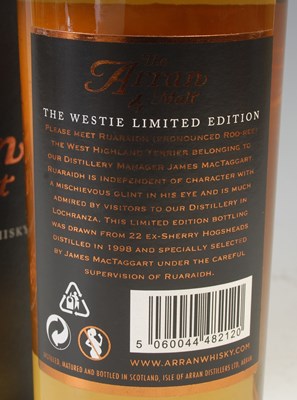 The
Arran
Malt
THE WESTIE LIMITED EDITION
PLEASE MEET RUARAIDH (PRONOUNCED ROO-REE)
THE WEST HIGHLAND TERRIER BELONGING TO
OUR DISTILLERY MANAGER JAMES MACTAGGART
RUARAIDH IS INDEPENDENT OF CHARACTER WITH
A MISCHIEVOUS GLINT IN HIS EYE AND IS MUCH
ADMIRED BY VISITORS TO OUR DISTILLERY IN
LOCHRANZA. THIS LIMITED EDITION BOTTLING
WAS DRAWN FROM 22 EX-SHERRY HOGSHEADS
DISTILLED IN 1998 AND SPECIALLY SELECTED
BY JAMES MACTAGGART UNDER THE CAREFUL
SUPERVISION OF RUARAIDH.
HISKY
5 060044 482120
WWW.ARRANWHISKY.COM
DISTILLED, MATURED AND BOTTLED IN SCOTLAND, ISLE OF ARRAN DISTILLERS LTD,